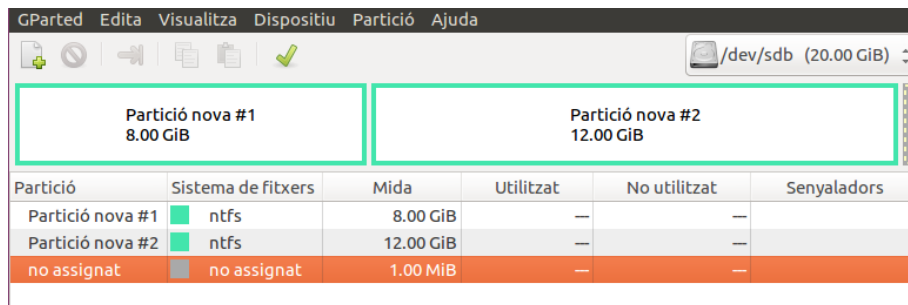 GParted Edita Visualitza Dispositiu Partició Ajuda
/dev/sdb (20.00 GiB)
Partició nova #1
8.00 GiB
Partició nova #2
12.00 GiB
Partició Sistema de fitxers Mida Utilitzat No utilitzat Senyaladors
Partició nova #1 ntfs 8.00 GiB --- ---
Partició nova #2 ntfs 12.00 GiB --- ---
no assignat no assignat 1.00 MiB --- ---